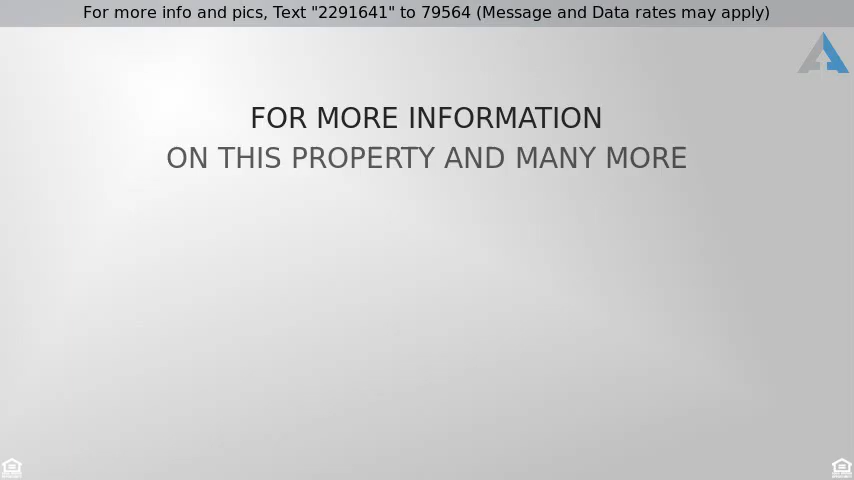 For more info and pics, Text "2291641" to 79564 (Message and Data rates may apply)
FOR MORE INFORMATION
ON THIS PROPERTY AND MANY MORE